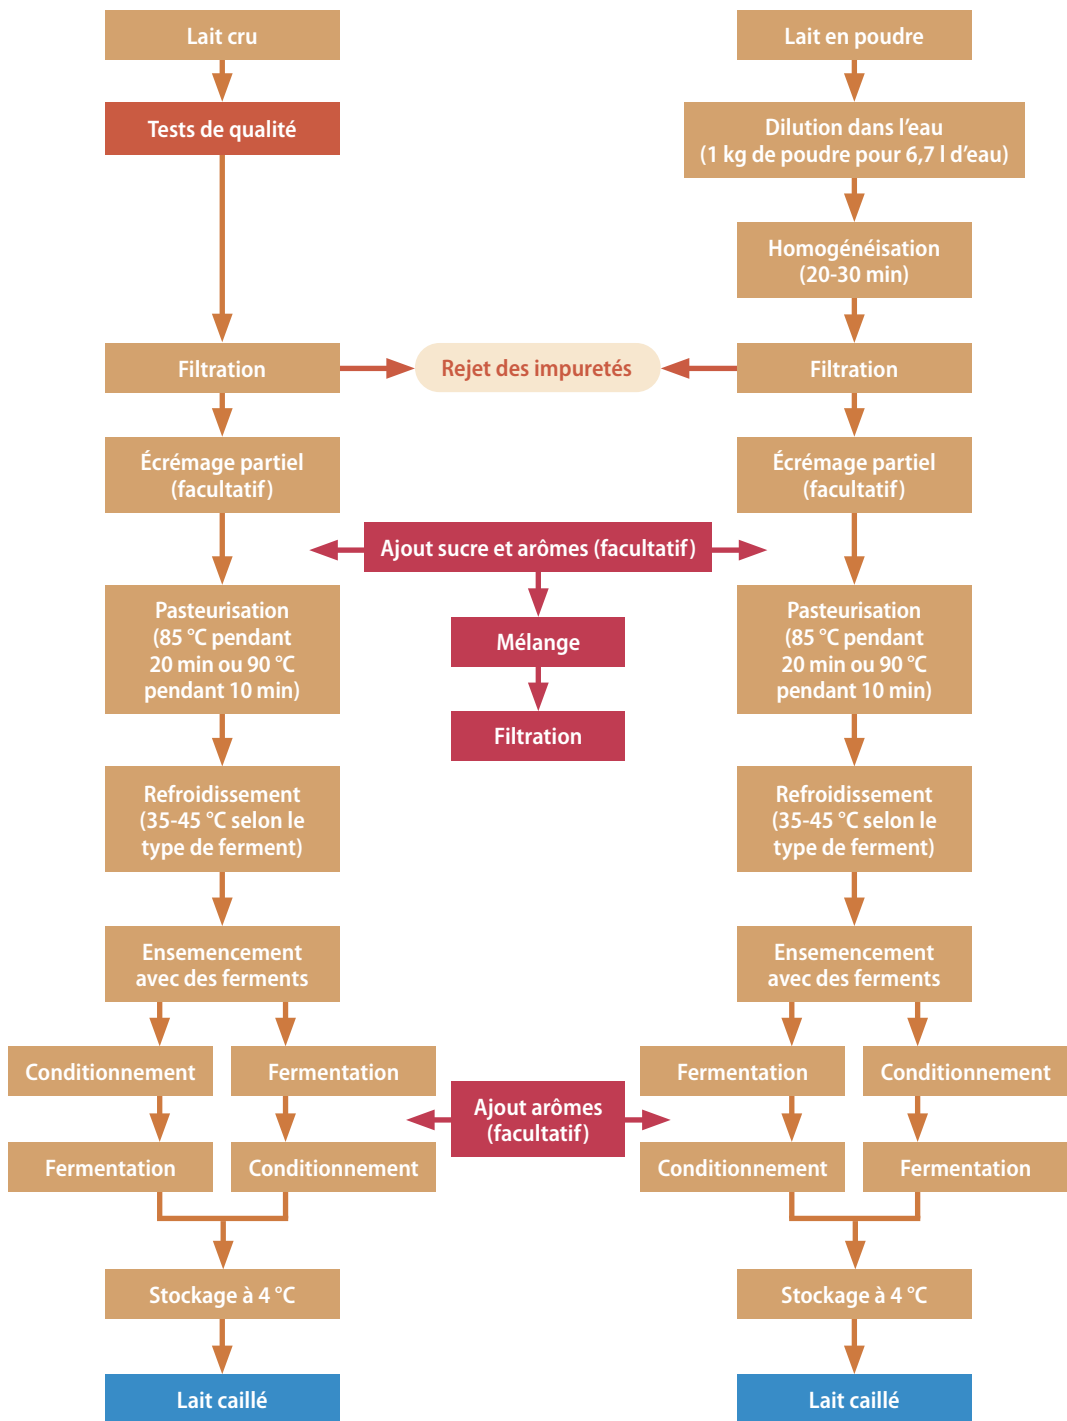 Lait cru
Lait en poudre
Tests de qualité
Dilution dans l’eau
(1 kg de poudre pour 6,7 l d’eau)
Homogénéisation
(20-30 min)
Filtration
Rejet des impuretés
Filtration
Écrémage partiel
(facultatif)
Écrémage partiel
(facultatif)
Ajout sucre et arômes (facultatif)
Pasteurisation
(85 °C pendant
20 min ou 90 °C
pendant 10 min)
Mélange
Filtration
Pasteurisation
(85 °C pendant
20 min ou 90 °C
pendant 10 min)
Refroidissement
(35-45 °C selon le
type de ferment)
Refroidissement
(35-45 °C selon le
type de ferment)
Ensemencement
avec des ferments
Ensemencement
avec des ferments
Conditionnement
Fermentation
Fermentation
Conditionnement
Ajout arômes
(facultatif)
Fermentation
Conditionnement
Conditionnement
Fermentation
Stockage à 4 °C
Stockage à 4 °C
Lait caillé
Lait caillé